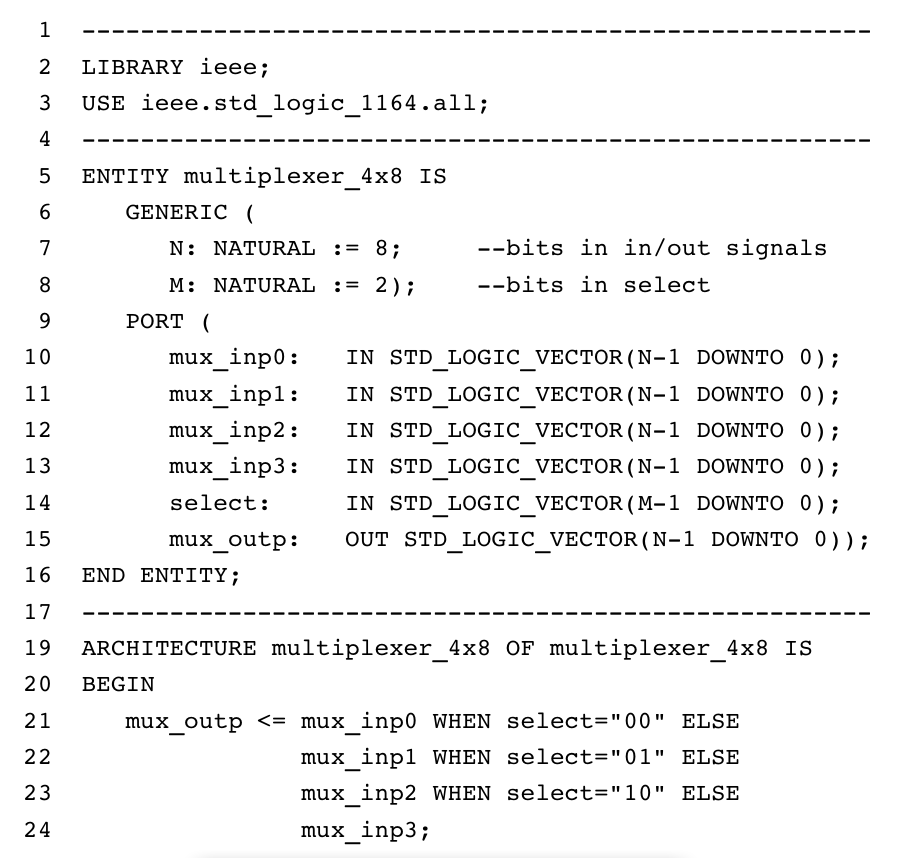 1 ------------------------------------------------------
2 LIBRARY ieee;
3 USE ieee.std_logic_1164.all;
4 ------------------------------------------------------
5 ENTITY multiplexer_4x8 IS
6    GENERIC (
7       N: NATURAL := 8;     --bits in in/out signals
8       M: NATURAL := 2);    --bits in select
9    PORT (
10       mux_inp0:   IN STD_LOGIC_VECTOR(N-1 DOWNTO 0);
11       mux_inp1:   IN STD_LOGIC_VECTOR(N-1 DOWNTO 0);
12       mux_inp2:   IN STD_LOGIC_VECTOR(N-1 DOWNTO 0);
13       mux_inp3:   IN STD_LOGIC_VECTOR(N-1 DOWNTO 0);
14       select:     IN STD_LOGIC_VECTOR(M-1 DOWNTO 0);
15       mux_outp:   OUT STD_LOGIC_VECTOR(N-1 DOWNTO 0));
16 END ENTITY;
17 ------------------------------------------------------
19 ARCHITECTURE multiplexer_4x8 OF multiplexer_4x8 IS
20 BEGIN
21    mux_outp <= mux_inp0 WHEN select="00" ELSE
22                mux_inp1 WHEN select="01" ELSE
23                mux_inp2 WHEN select="10" ELSE
24                mux_inp3;